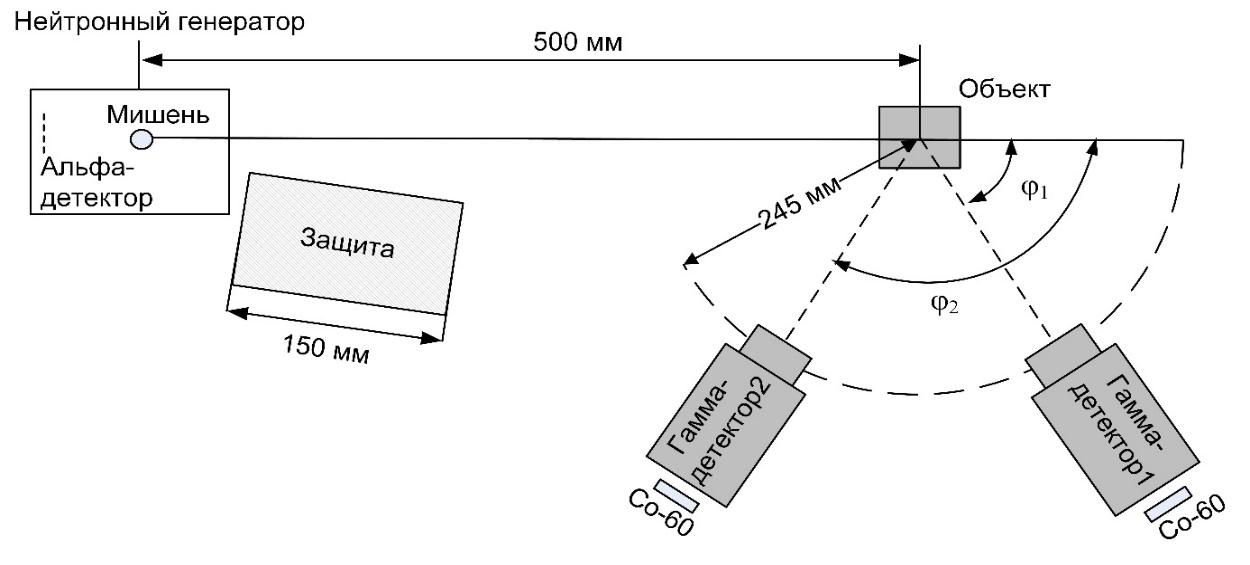 Нейтронный генератор
500 мм
Объект
Мишень
Альфа-
детектор
245 мм
φ1
Защита
φ2
150 мм
Гамма-
детектор2
Гамма-
детектор1
Co-60
Co-60